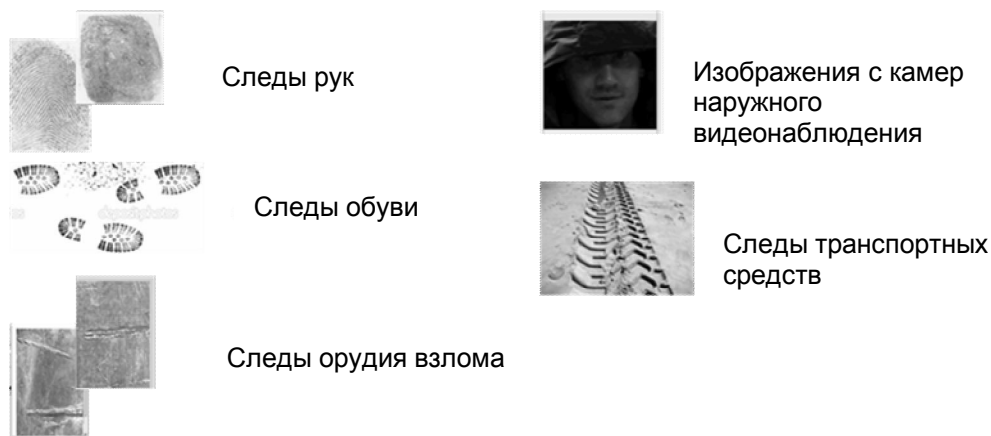 Следы рук
Изображения с камер
наружного
видеонаблюдения
Следы обуви
Следы транспортных
средств
Следы орудия взлома